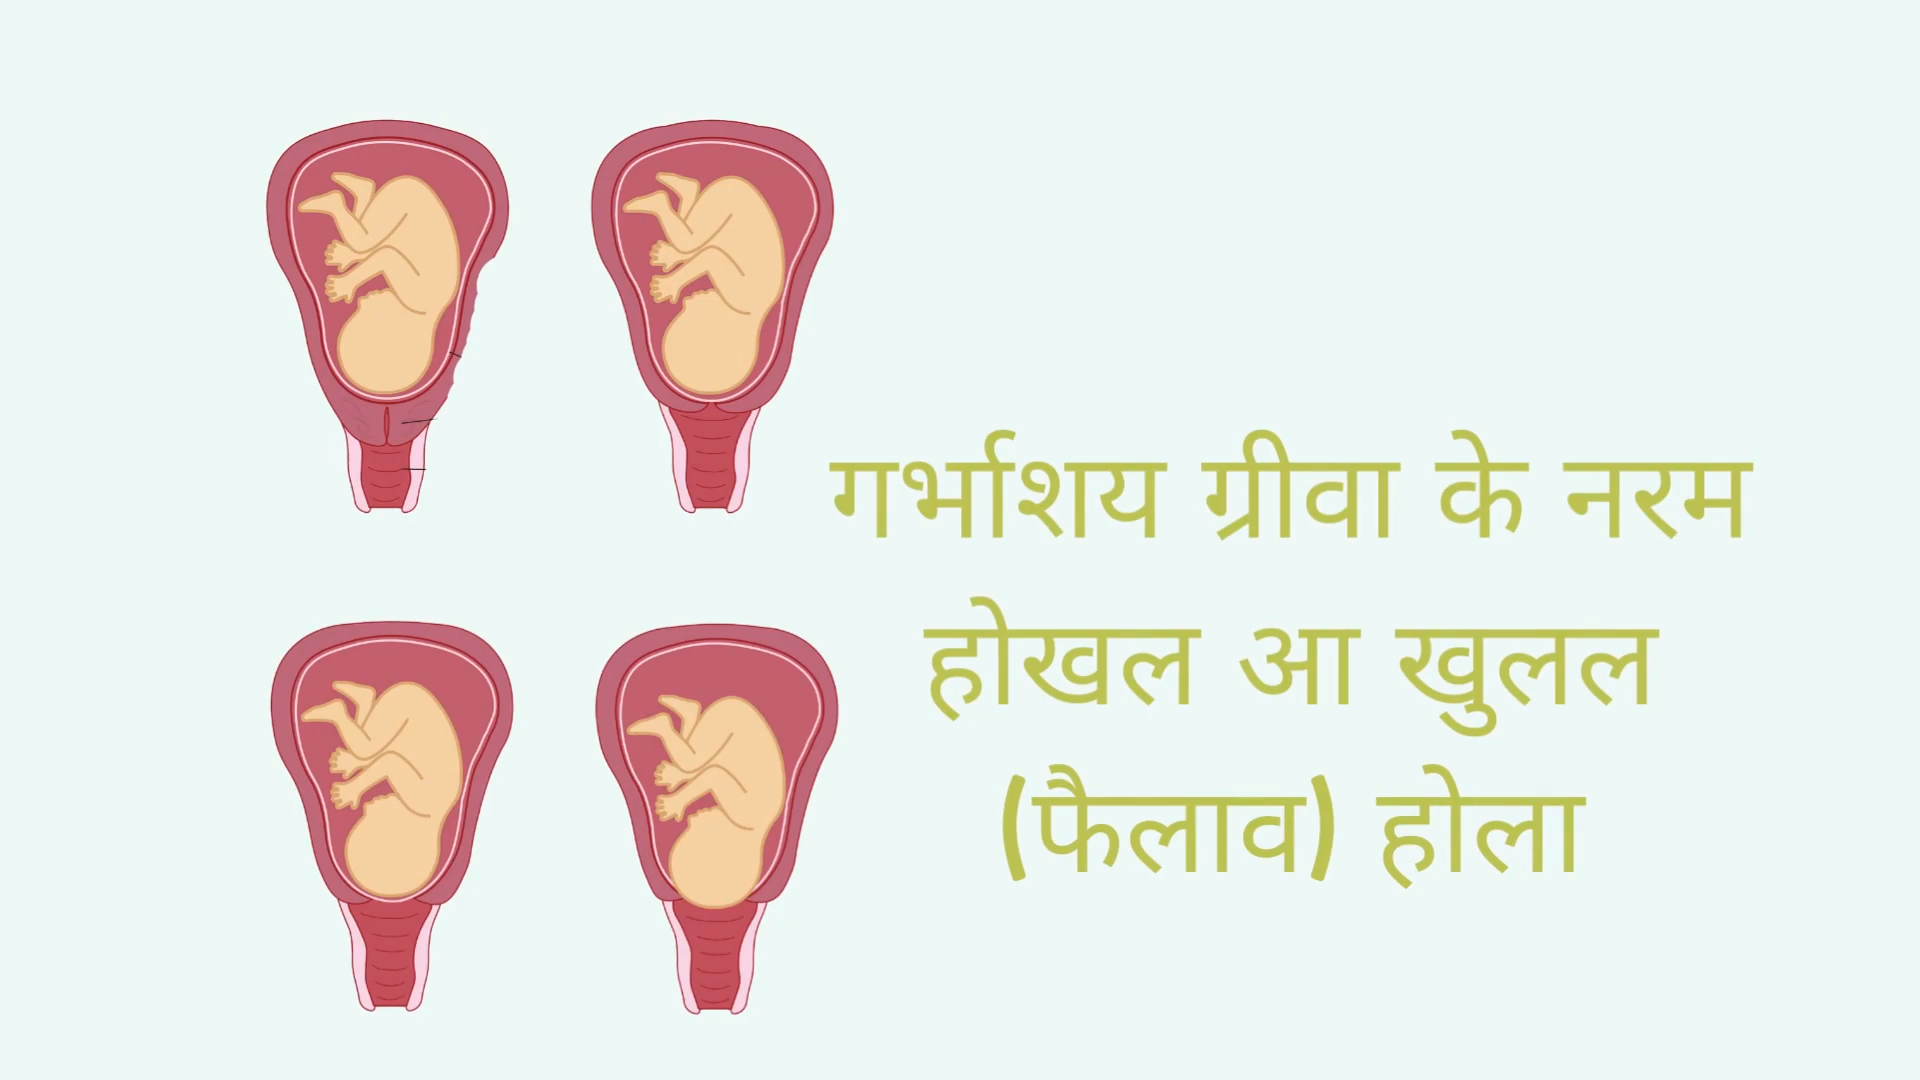 गर्भाशय ग्रीवा के नरम
होखल आ खुलल
(फैलाव) होला